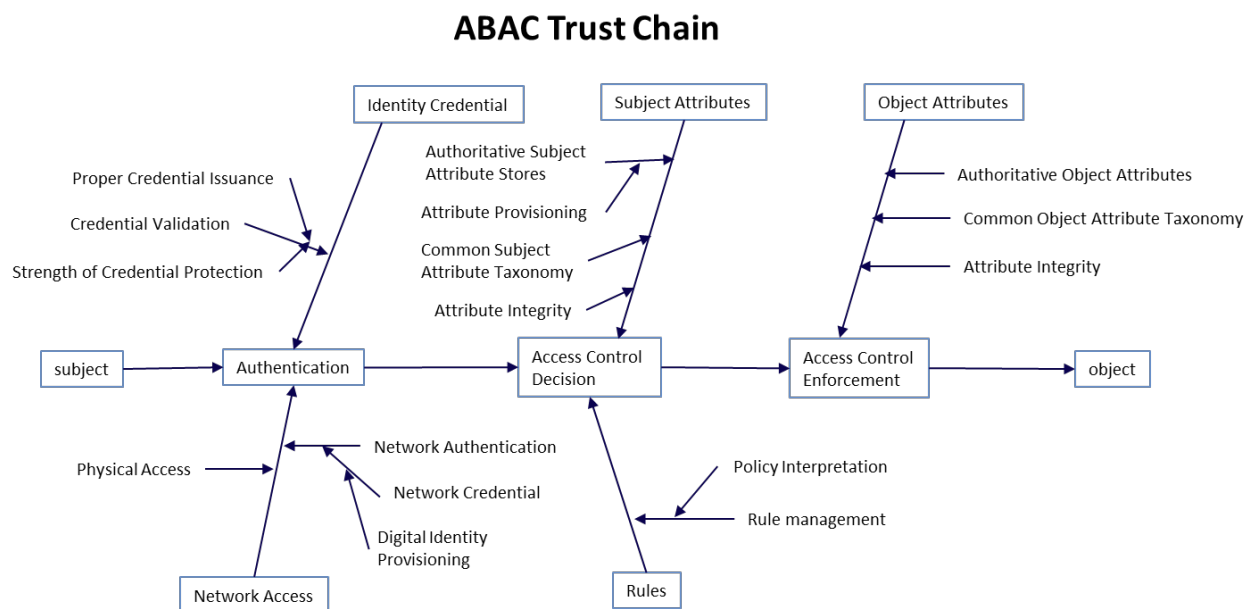 ABAC Trust Chain
Identity Credential
Subject Attributes
Object Attributes
Proper Credential Issuance
Credential Validation
Strength of Credential Protection
Authoritative Subject
Attribute Stores
Attribute Provisioning
Common Subject
Attribute Taxonomy
Attribute Integrity
Authoritative Object Attributes
Common Object Attribute Taxonomy
Attribute Integrity
subject
Authentication
Access Control
Decision
Access Control
Enforcement
object
Physical Access
Network Authentication
Network Credential
Digital Identity
Provisioning
Policy Interpretation
Rule management
Network Access
Rules